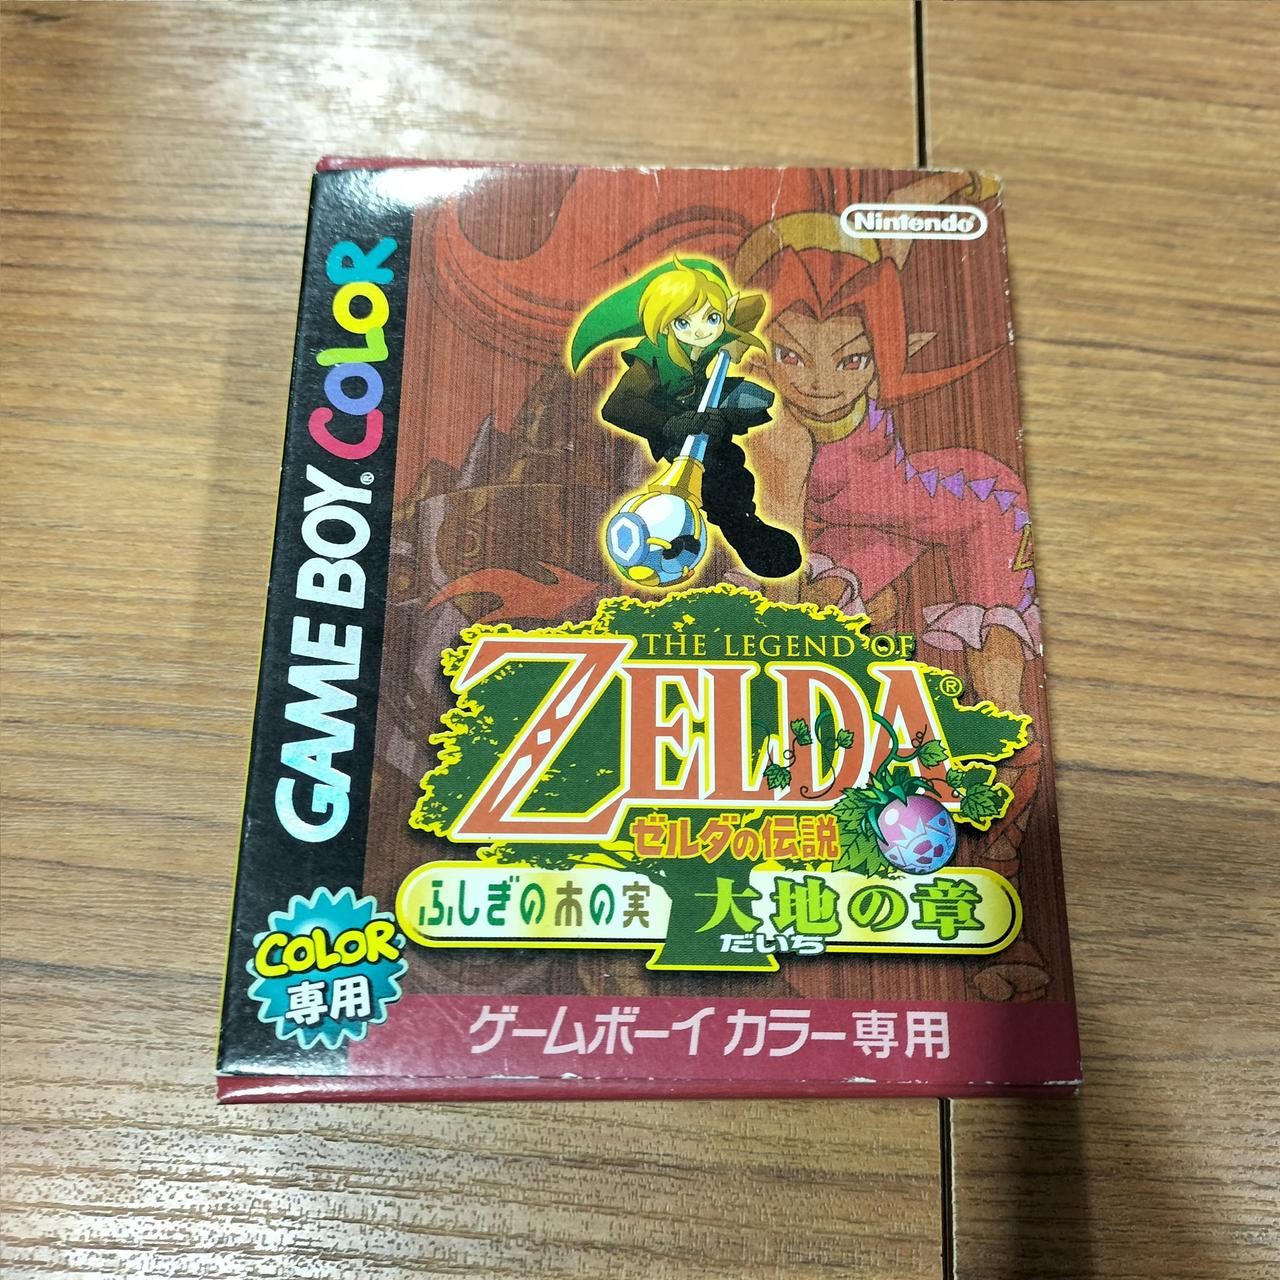 Nintendo
GAME BOY® COLOR
THE LEGEND OF
ZELDA®
ゼルダの伝説
ふしぎの木の実
大地の章
だいち
COLOR
専用
ゲームボーイカラー専用